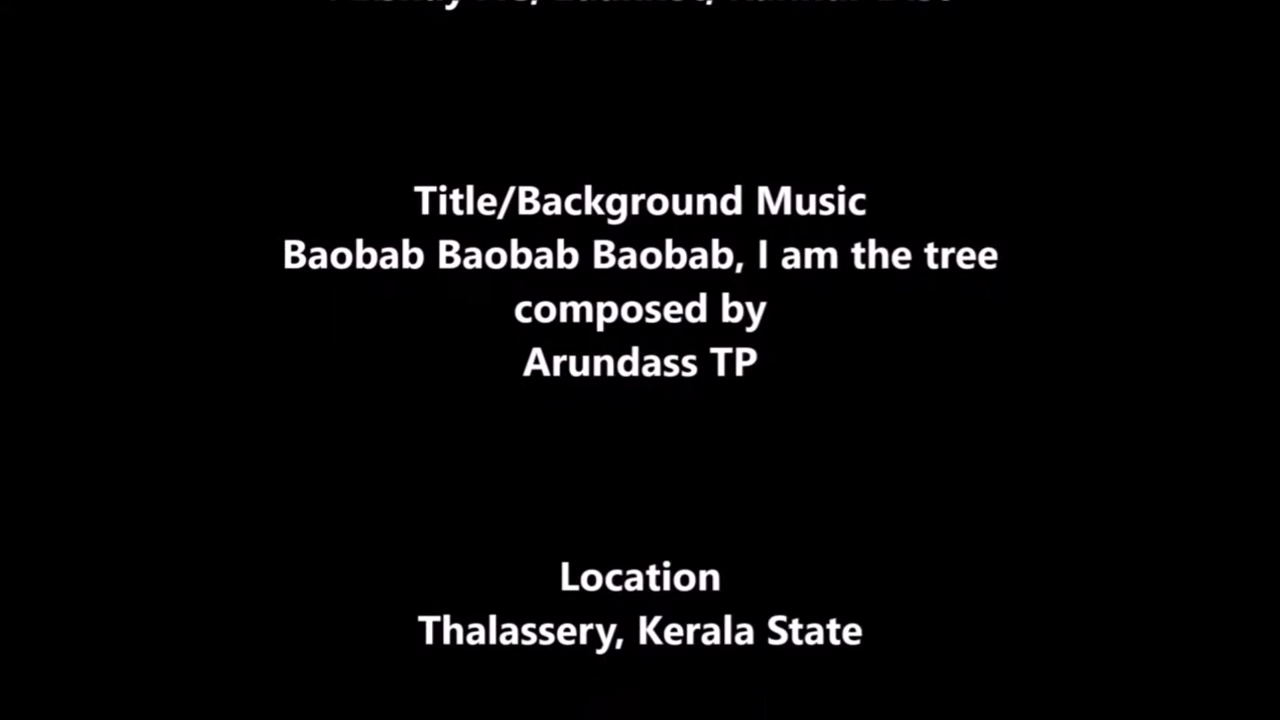 Title/Background Music
Baobab Baobab Baobab, I am the tree
composed by
Arundass TP
Location
Thalassery, Kerala State